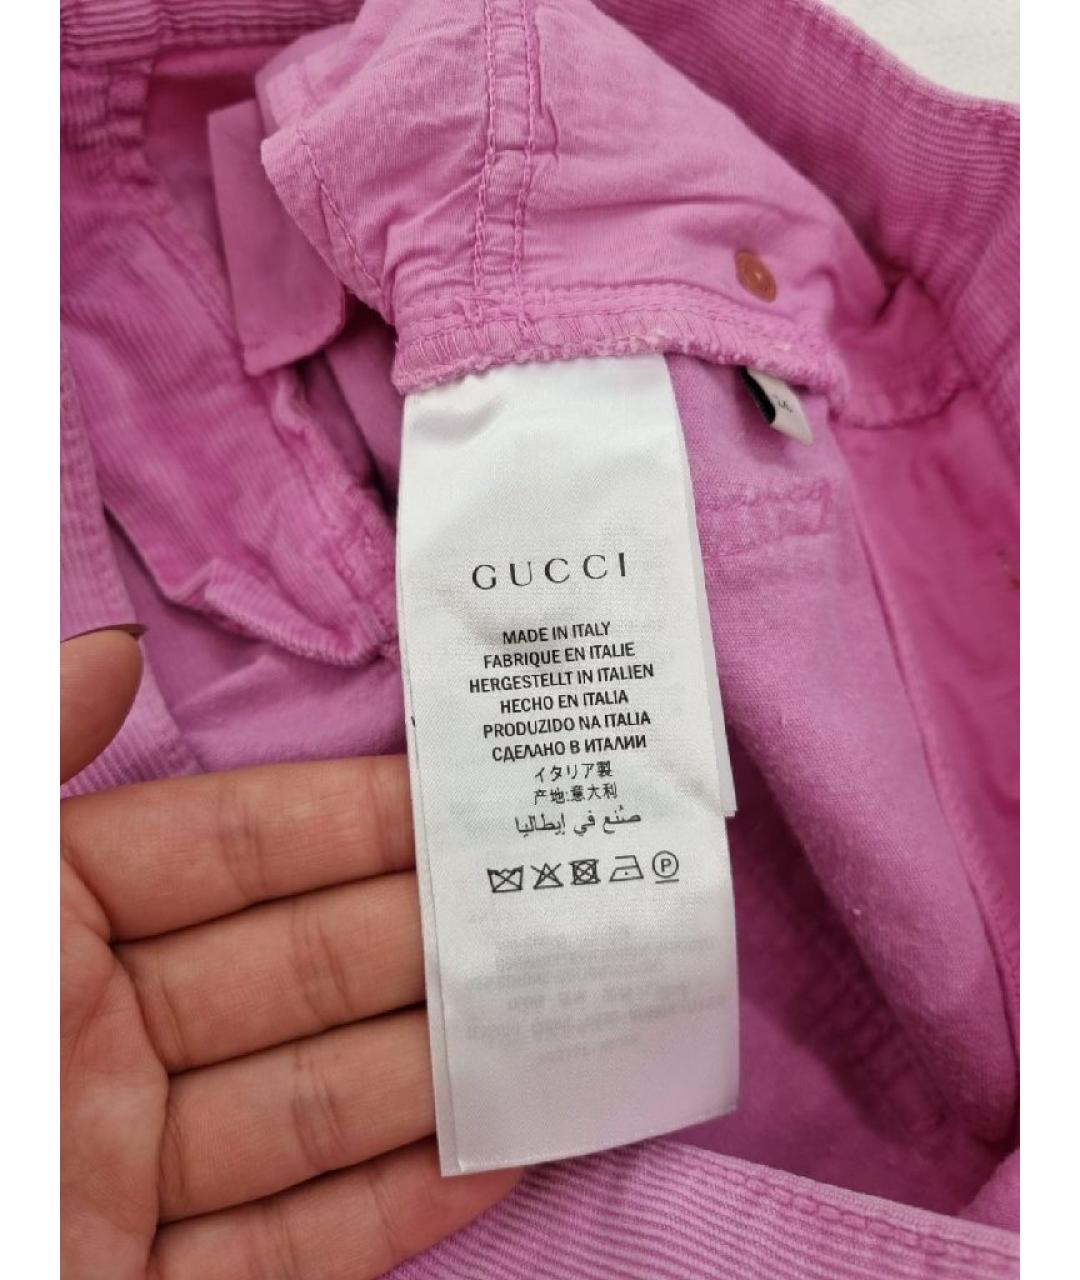 GUCCI
MADE IN ITALY
FABRIQUE EN ITALIE
HERGESTELLT IN ITALIEN
HECHO EN ITALIA
PRODUZIDO NA ITALIA
СДЕЛАНО В ИТАЛИИ
イタリア製
产地:意大利
صُنع في إيطاليا
P